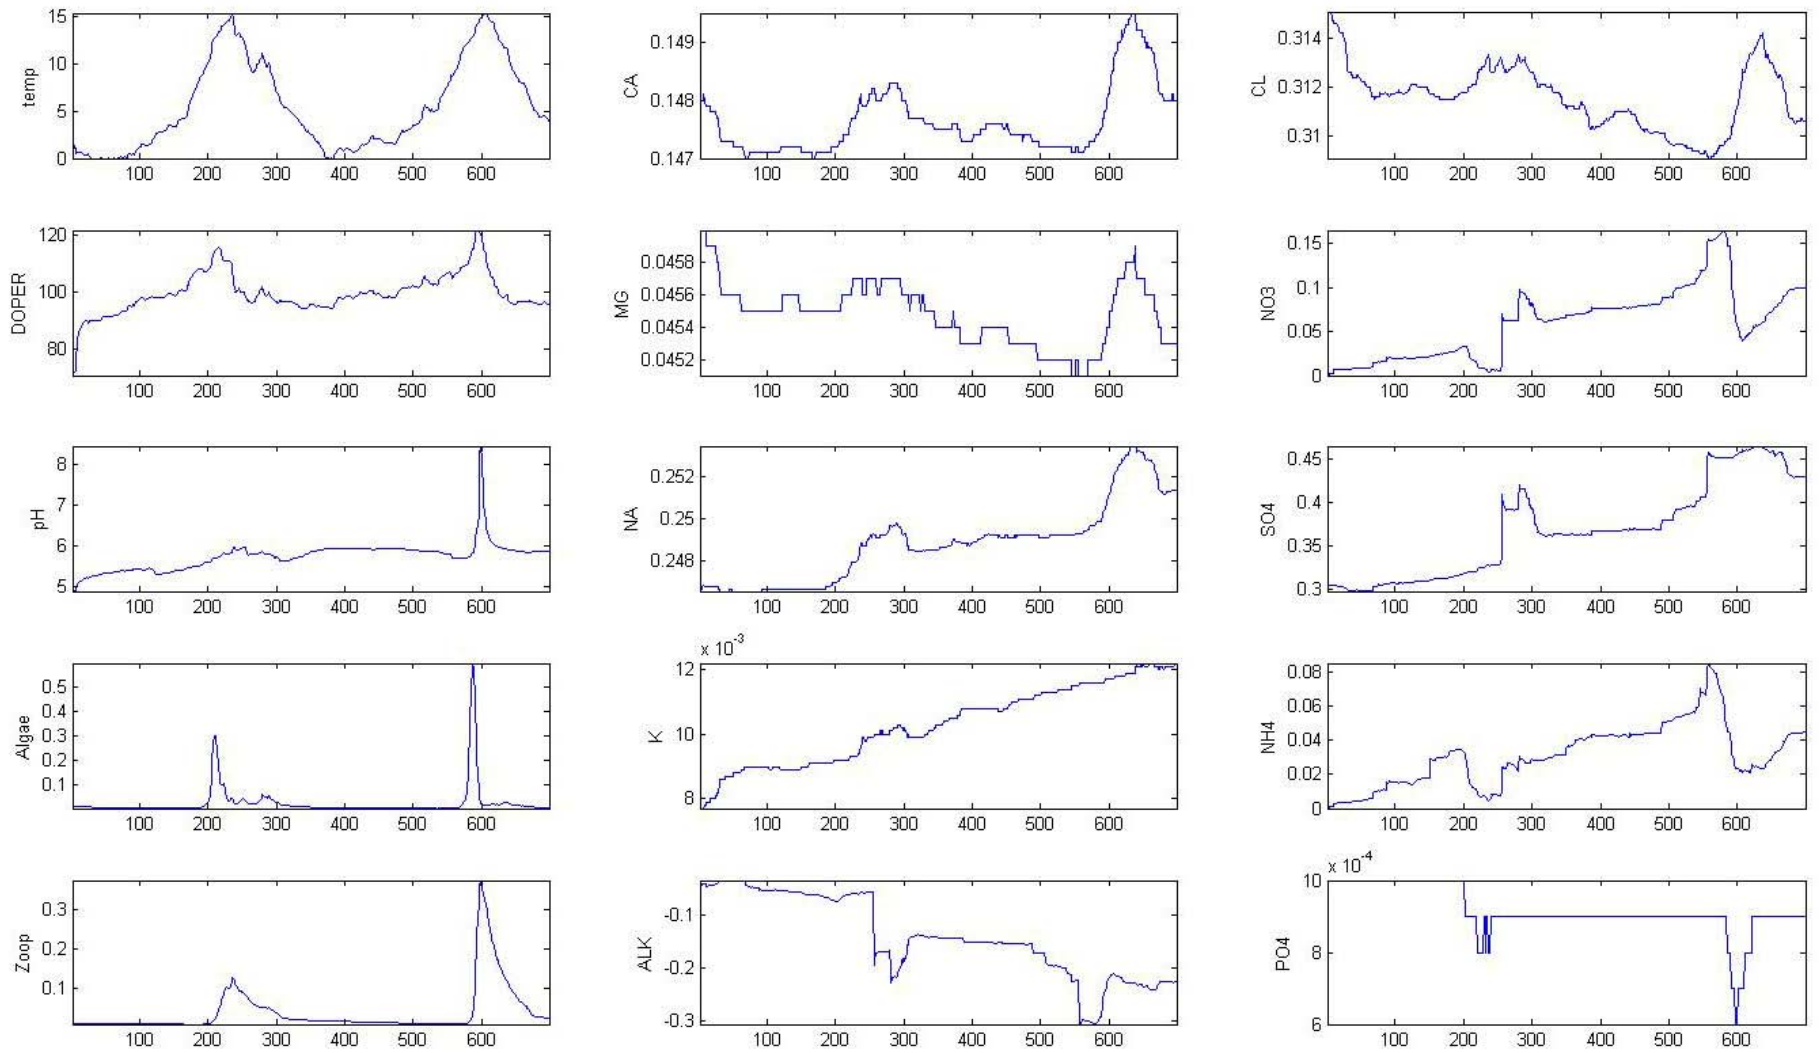 temp
15
10
5
0
100 200 300 400 500 600
CA
0.149
0.148
0.147
100 200 300 400 500 600
CL
0.314
0.312
0.31
100 200 300 400 500 600
DOPER
120
100
80
100 200 300 400 500 600
MG
0.0458
0.0456
0.0454
0.0452
100 200 300 400 500 600
NO3
0.15
0.1
0.05
0
100 200 300 400 500 600
pH
8
7
6
5
100 200 300 400 500 600
NA
0.252
0.25
0.248
100 200 300 400 500 600
SO4
0.45
0.4
0.35
0.3
100 200 300 400 500 600
Algae
0.5
0.4
0.3
0.2
0.1
100 200 300 400 500 600
x 10-3
K
12
10
8
100 200 300 400 500 600
NH4
0.08
0.06
0.04
0.02
0
100 200 300 400 500 600
Zoop
0.3
0.2
0.1
100 200 300 400 500 600
ALK
-0.1
-0.2
-0.3
100 200 300 400 500 600
x 10-4
PO4
10
8
6
100 200 300 400 500 600